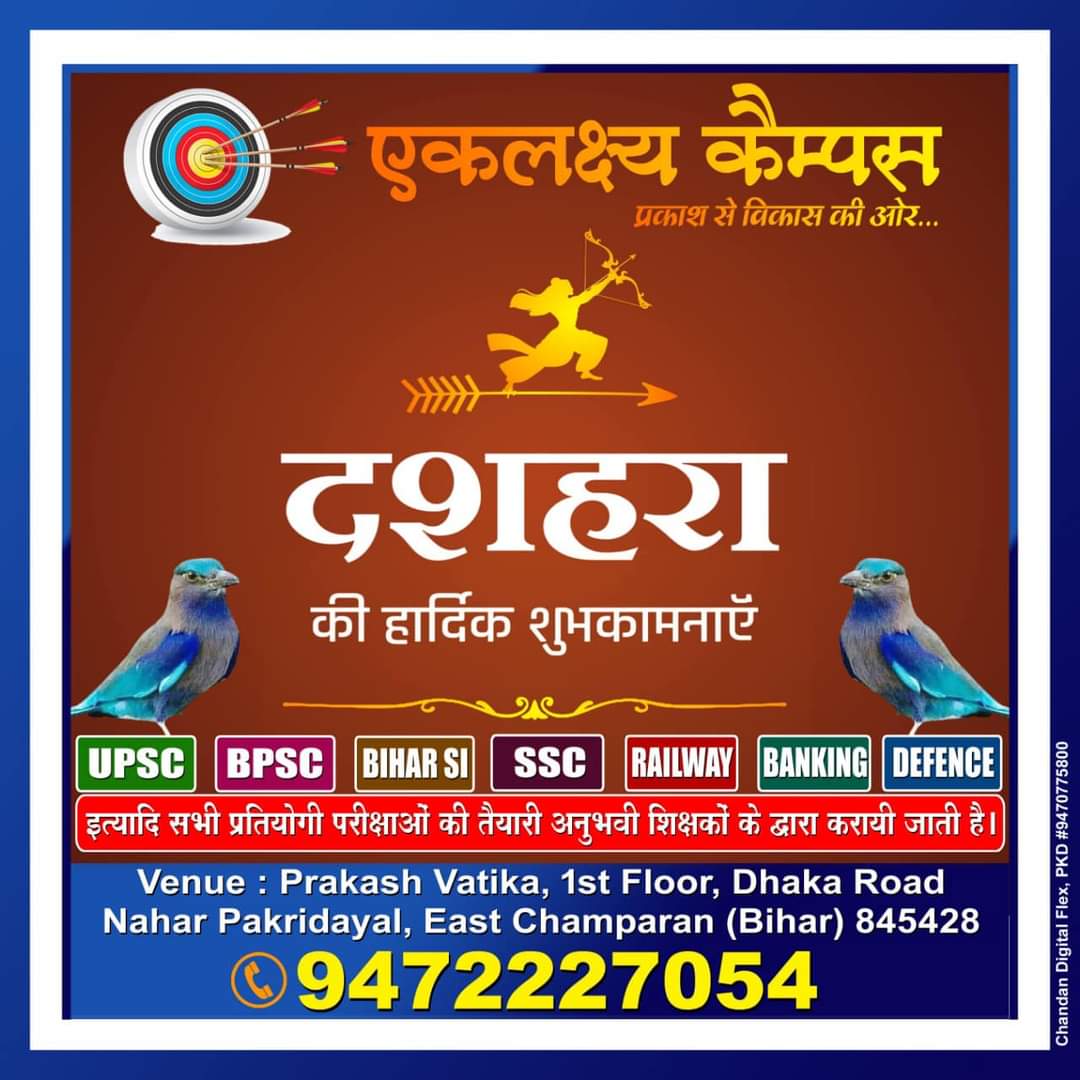 एकलक्ष्य कैम्पस
प्रकाश से विकास की ओर...
दशहरा
की हार्दिक शुभकामनाएॅ
UPSC BPSC BIHAR SI SSC RAILWAY BANKING DEFENCE
इत्यादि सभी प्रतियोगी परीक्षाओं की तैयारी अनुभवी शिक्षकों के द्वारा करायी जाती है।
Venue : Prakash Vatika, 1st Floor, Dhaka Road
Nahar Pakridayal, East Champaran (Bihar) 845428
9472227054
Chandan Digital Flex, PKD #9470775800